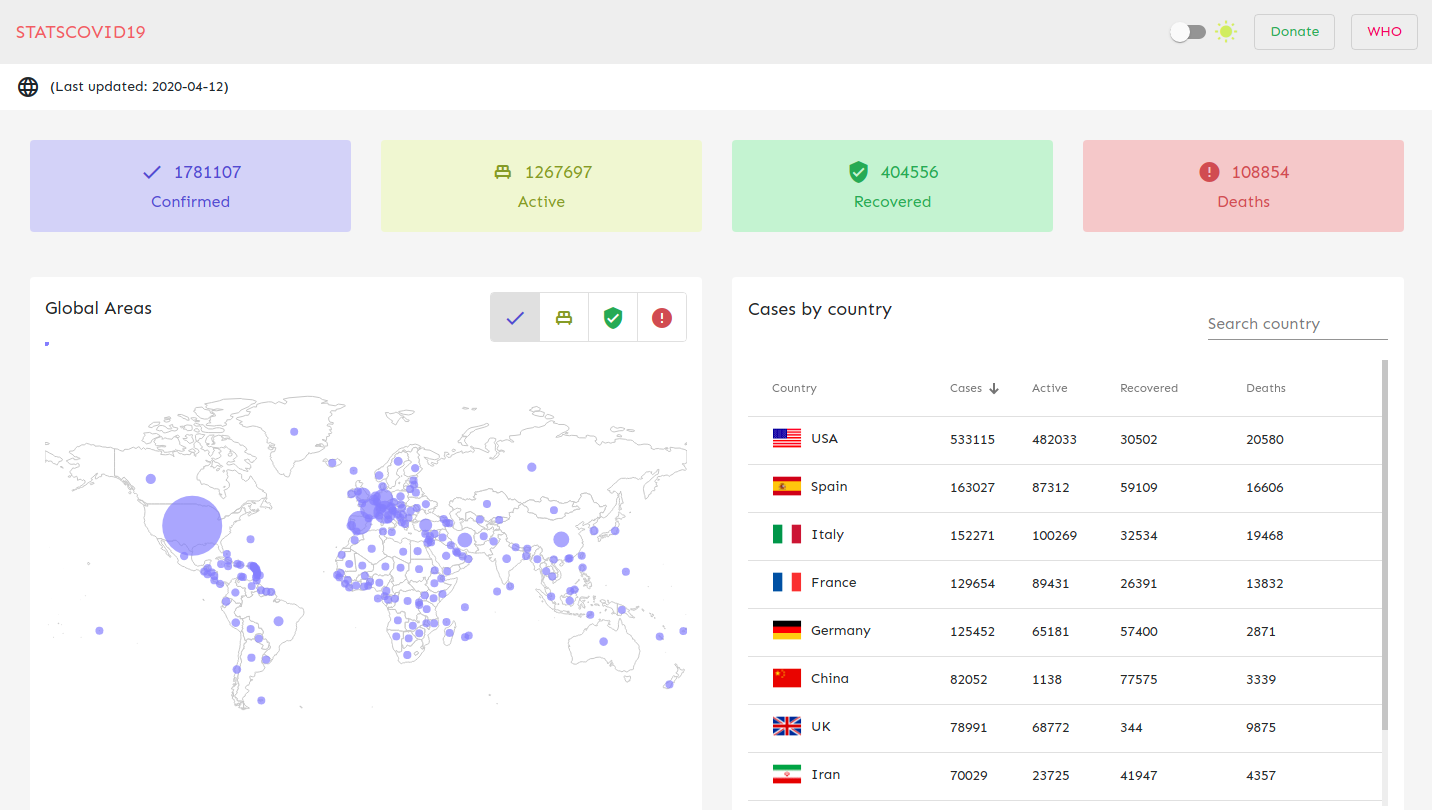 STATSCOVID19
Donate
WHO
(Last updated: 2020-04-12)
1781107
Confirmed
1267697
Active
404556
Recovered
108854
Deaths
Global Areas
Cases by country
Search country
Country Cases Active Recovered Deaths
USA 533115 482033 30502 20580
Spain 163027 87312 59109 16606
Italy 152271 100269 32534 19468
France 129654 89431 26391 13832
Germany 125452 65181 57400 2871
China 82052 1138 77575 3339
UK 78991 68772 344 9875
Iran 70029 23725 41947 4357